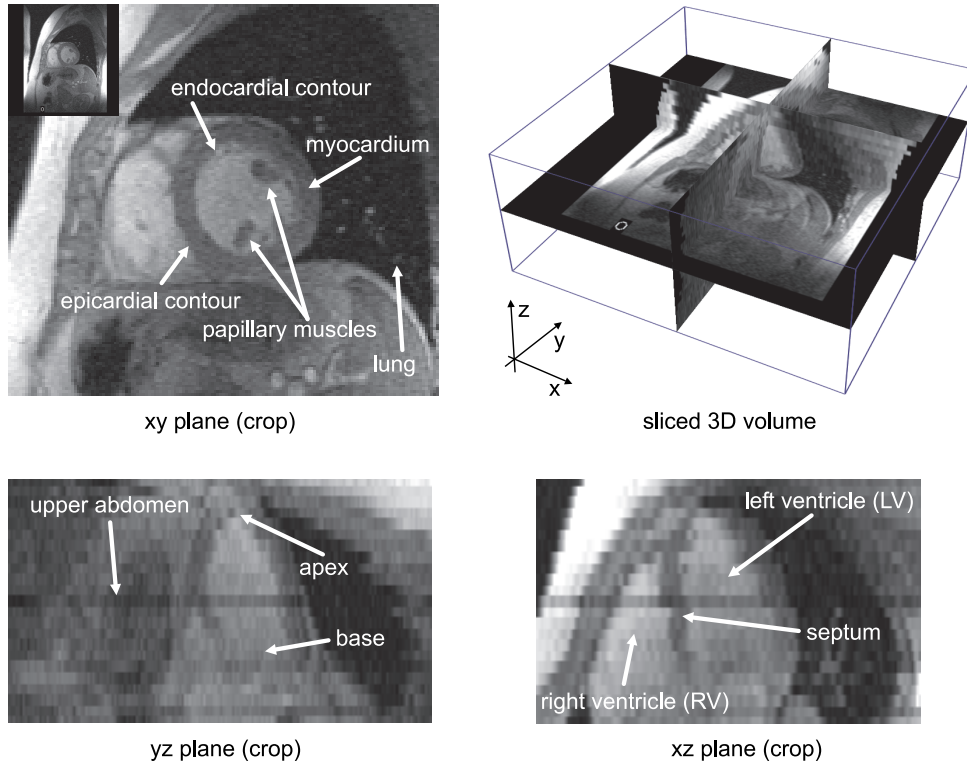 endocardial contour
myocardium
epicardial contour
papillary muscles
lung
xy plane (crop)
z
y
x
sliced 3D volume
upper abdomen
apex
base
yz plane (crop)
left ventricle (LV)
septum
right ventricle (RV)
xz plane (crop)